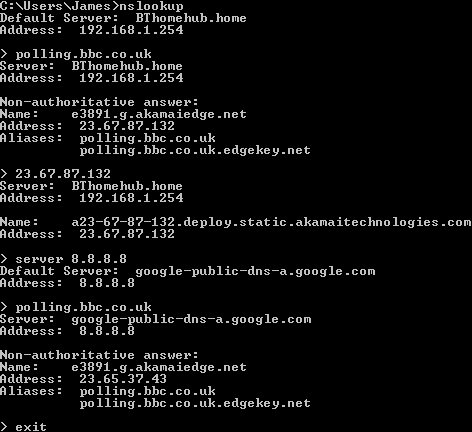 C:\Users\James>nslookup
Default Server:  BThomehub.home
Address:  192.168.1.254
> polling.bbc.co.uk
Server:  BThomehub.home
Address:  192.168.1.254
Non-authoritative answer:
Name:    e3891.g.akamaiedge.net
Address:  23.67.87.132
Aliases:  polling.bbc.co.uk
          polling.bbc.co.uk.edgekey.net
> 23.67.87.132
Server:  BThomehub.home
Address:  192.168.1.254
Name:    a23-67-87-132.deploy.static.akamaitechnologies.com
Address:  23.67.87.132
> server 8.8.8.8
Default Server:  google-public-dns-a.google.com
Address:  8.8.8.8
> polling.bbc.co.uk
Server:  google-public-dns-a.google.com
Address:  8.8.8.8
Non-authoritative answer:
Name:    e3891.g.akamaiedge.net
Address:  23.65.37.43
Aliases:  polling.bbc.co.uk
          polling.bbc.co.uk.edgekey.net
> exit